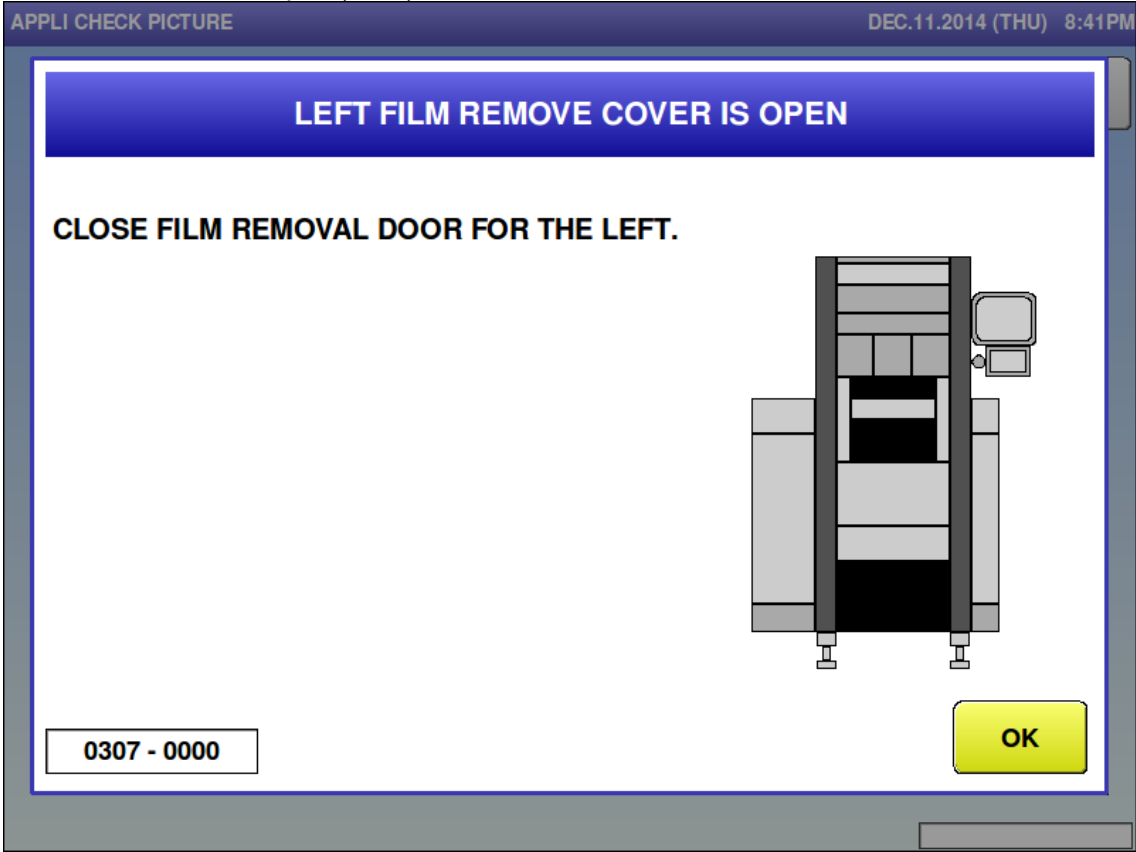 APPLI CHECK PICTURE DEC.11.2014 (THU) 8:41PM
LEFT FILM REMOVE COVER IS OPEN
CLOSE FILM REMOVAL DOOR FOR THE LEFT.
0307 - 0000
OK